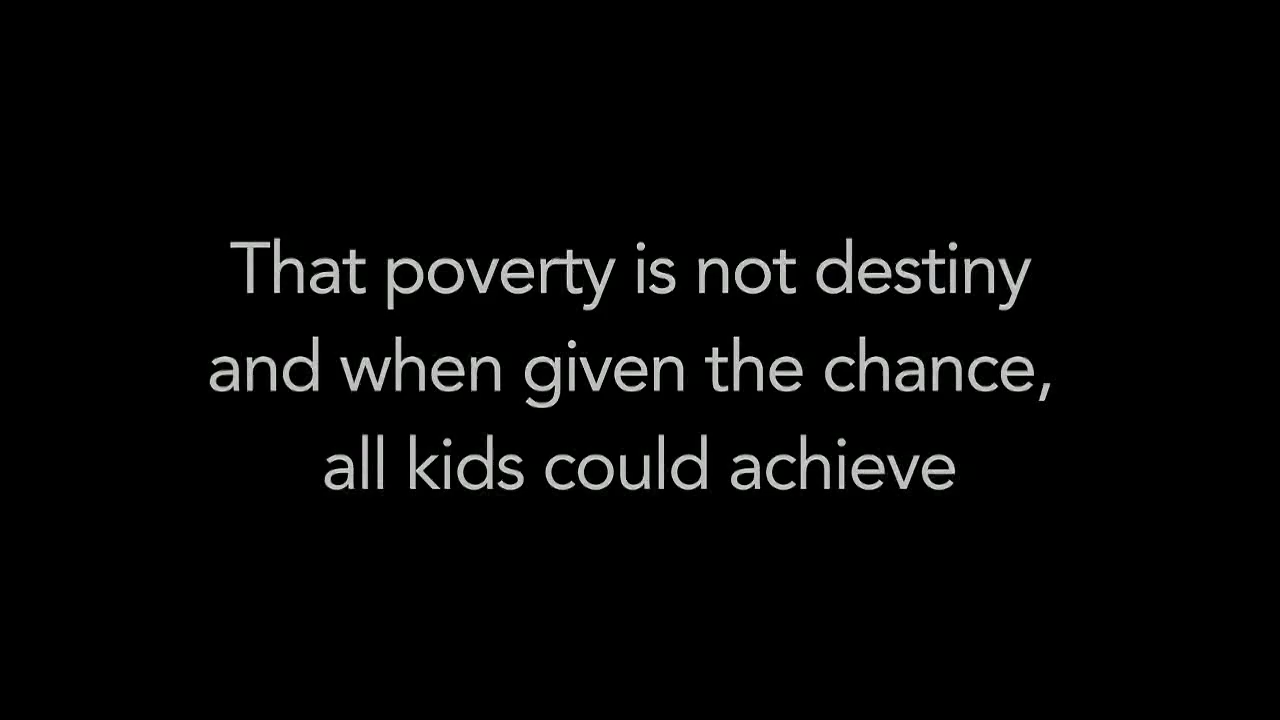 That poverty is not destiny
and when given the chance,
all kids could achieve